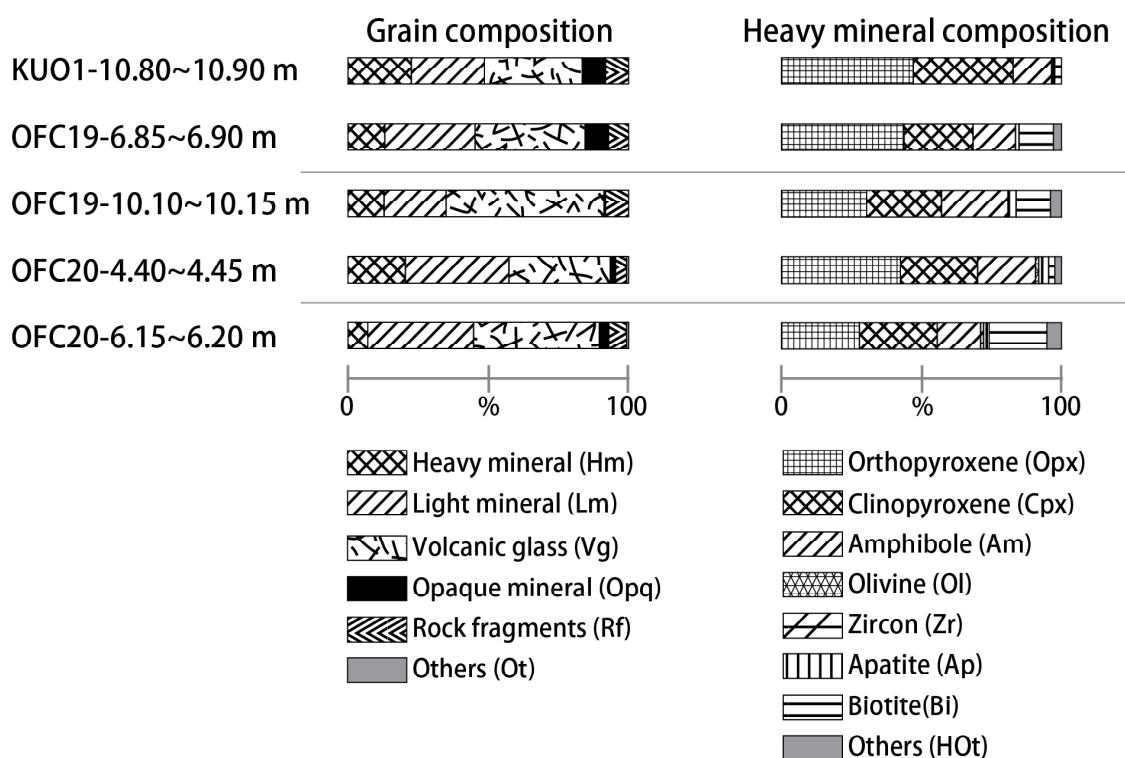 Grain composition Heavy mineral composition
KUO1-10.80~10.90 m
OFC19-6.85~6.90 m
OFC19-10.10~10.15 m
OFC20-4.40~4.45 m
OFC20-6.15~6.20 m
0 % 100 0 % 100
Heavy mineral (Hm)
Light mineral (Lm)
Volcanic glass (Vg)
Opaque mineral (Opq)
Rock fragments (Rf)
Others (Ot)
Orthopyroxene (Opx)
Clinopyroxene (Cpx)
Amphibole (Am)
Olivine (Ol)
Zircon (Zr)
Apatite (Ap)
Biotite(Bi)
Others (HOt)